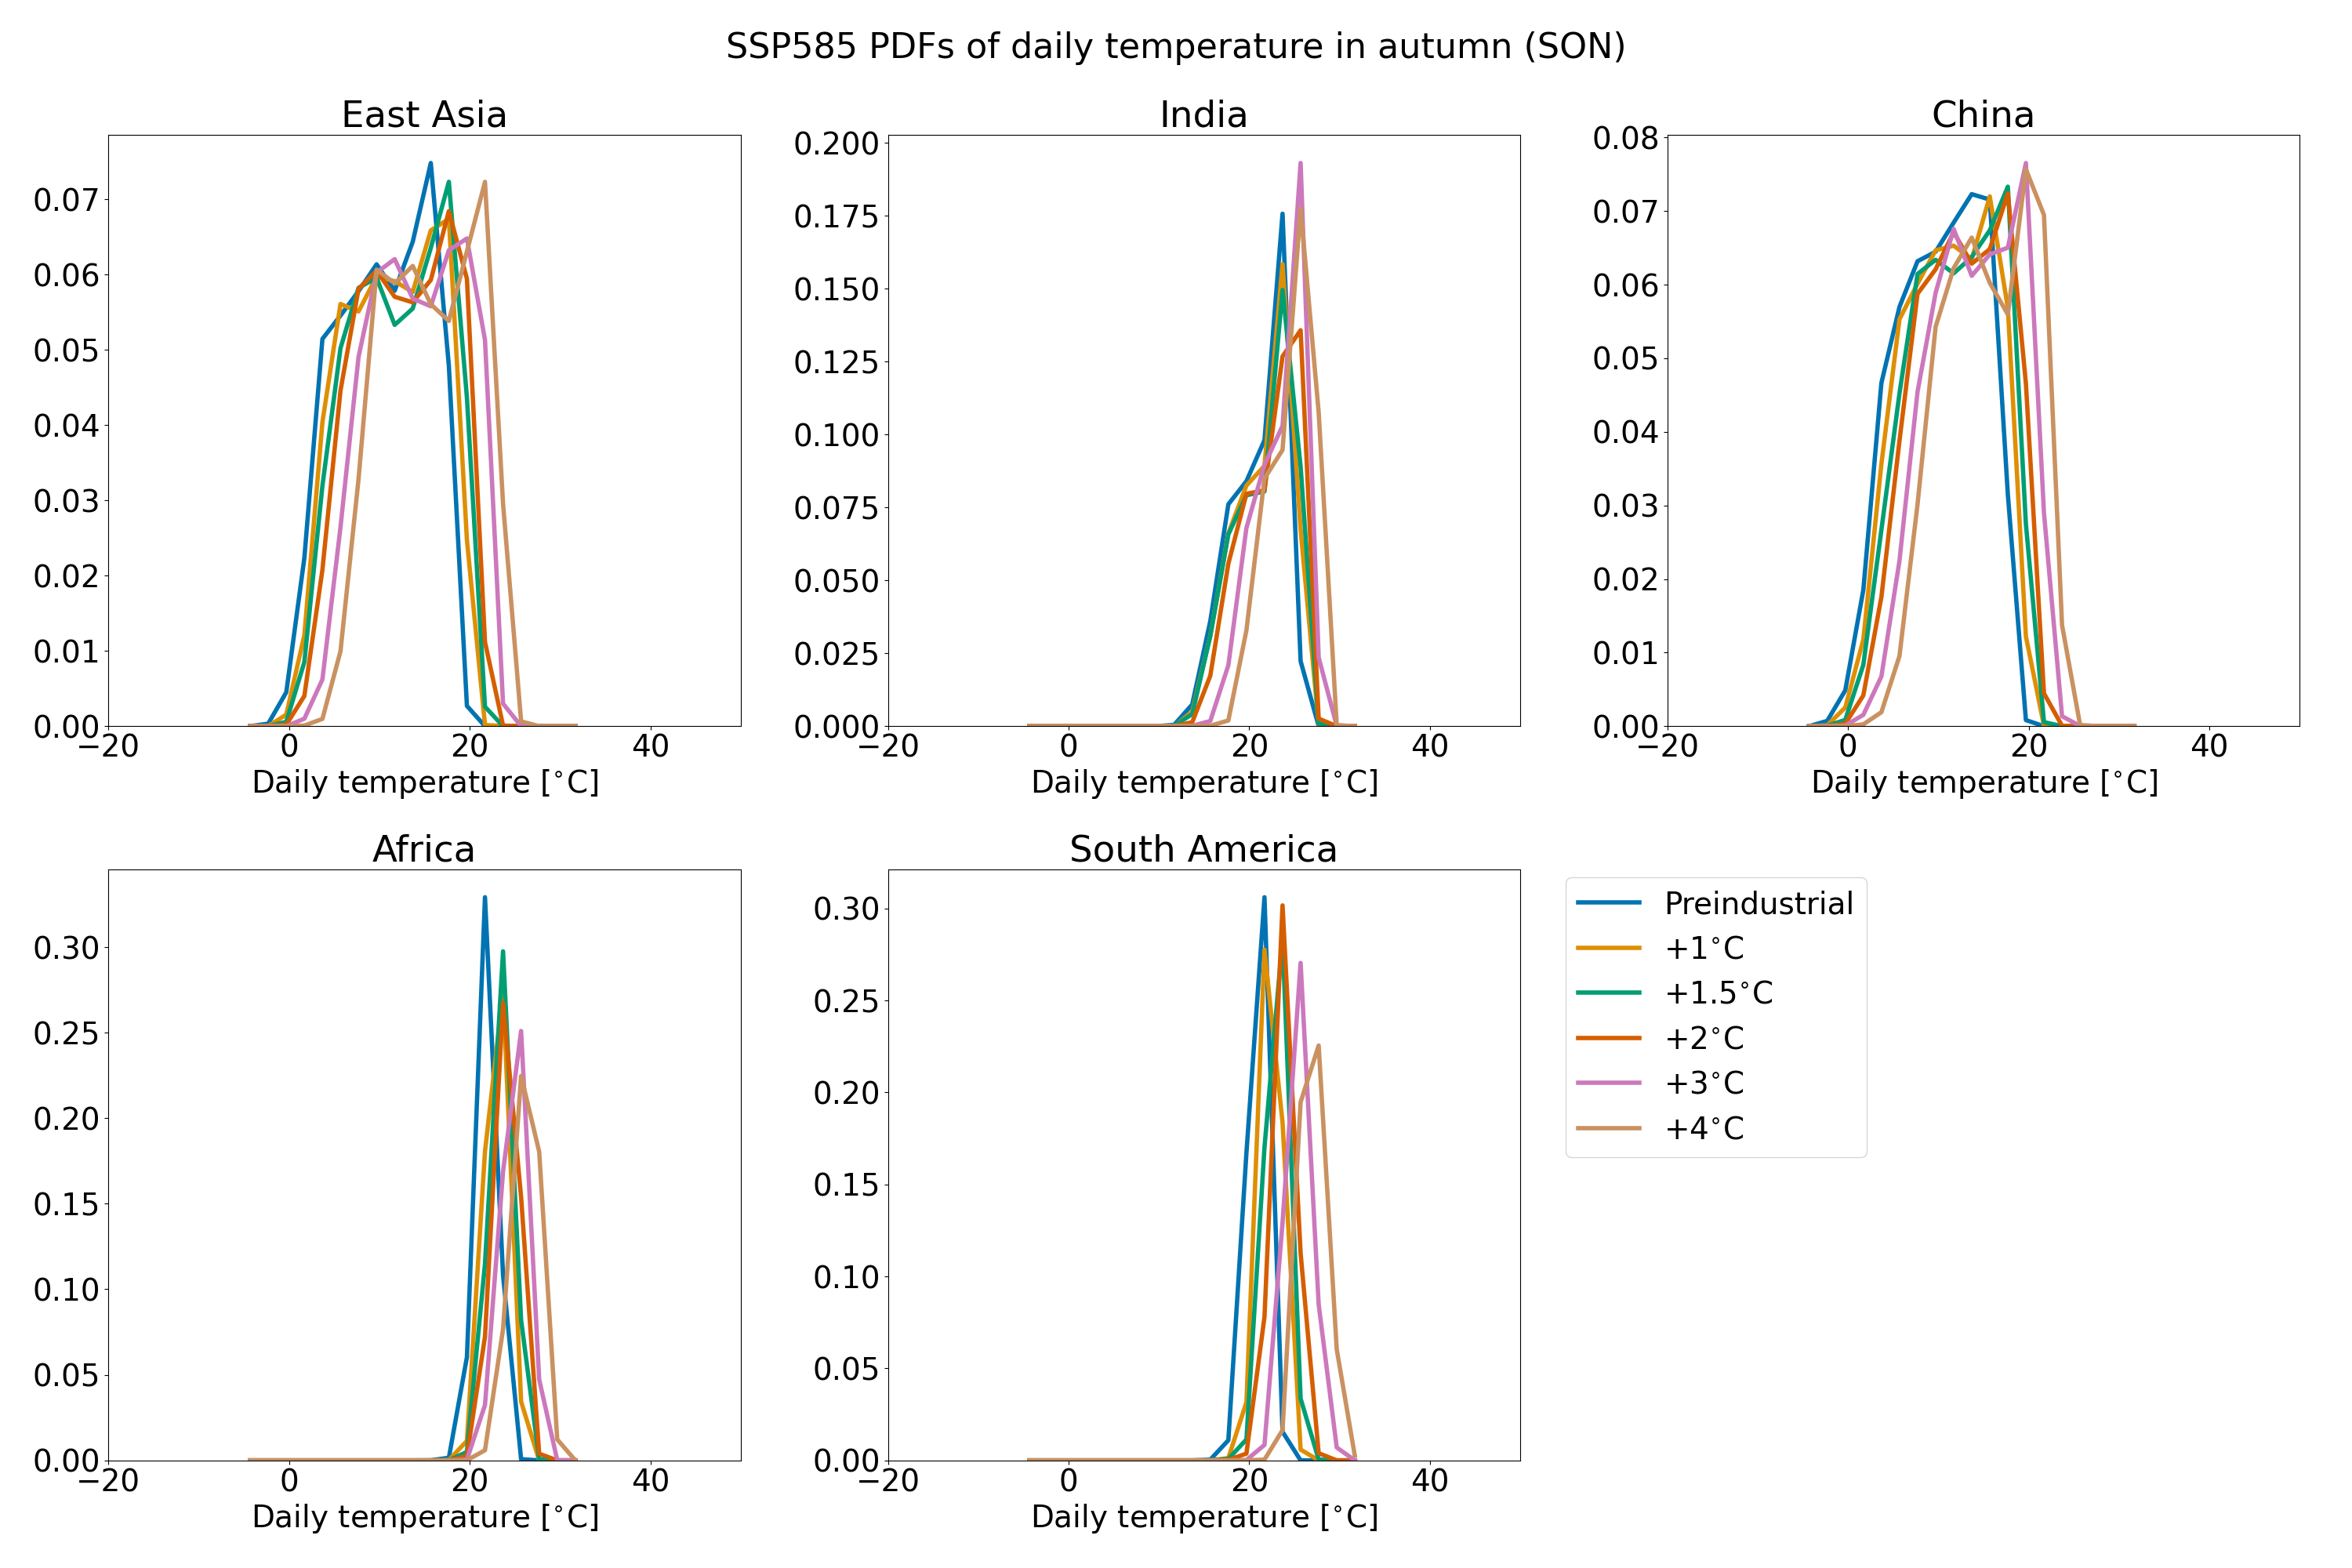 SSP585 PDFs of daily temperature in autumn (SON)
East Asia
0.07
0.06
0.05
0.04
0.03
0.02
0.01
0.00
−20 0 20 40
Daily temperature [°C]
India
0.200
0.175
0.150
0.125
0.100
0.075
0.050
0.025
0.000
−20 0 20 40
Daily temperature [°C]
China
0.08
0.07
0.06
0.05
0.04
0.03
0.02
0.01
0.00
−20 0 20 40
Daily temperature [°C]
Africa
0.30
0.25
0.20
0.15
0.10
0.05
0.00
−20 0 20 40
Daily temperature [°C]
South America
0.30
0.25
0.20
0.15
0.10
0.05
0.00
−20 0 20 40
Daily temperature [°C]
Preindustrial
+1°C
+1.5°C
+2°C
+3°C
+4°C